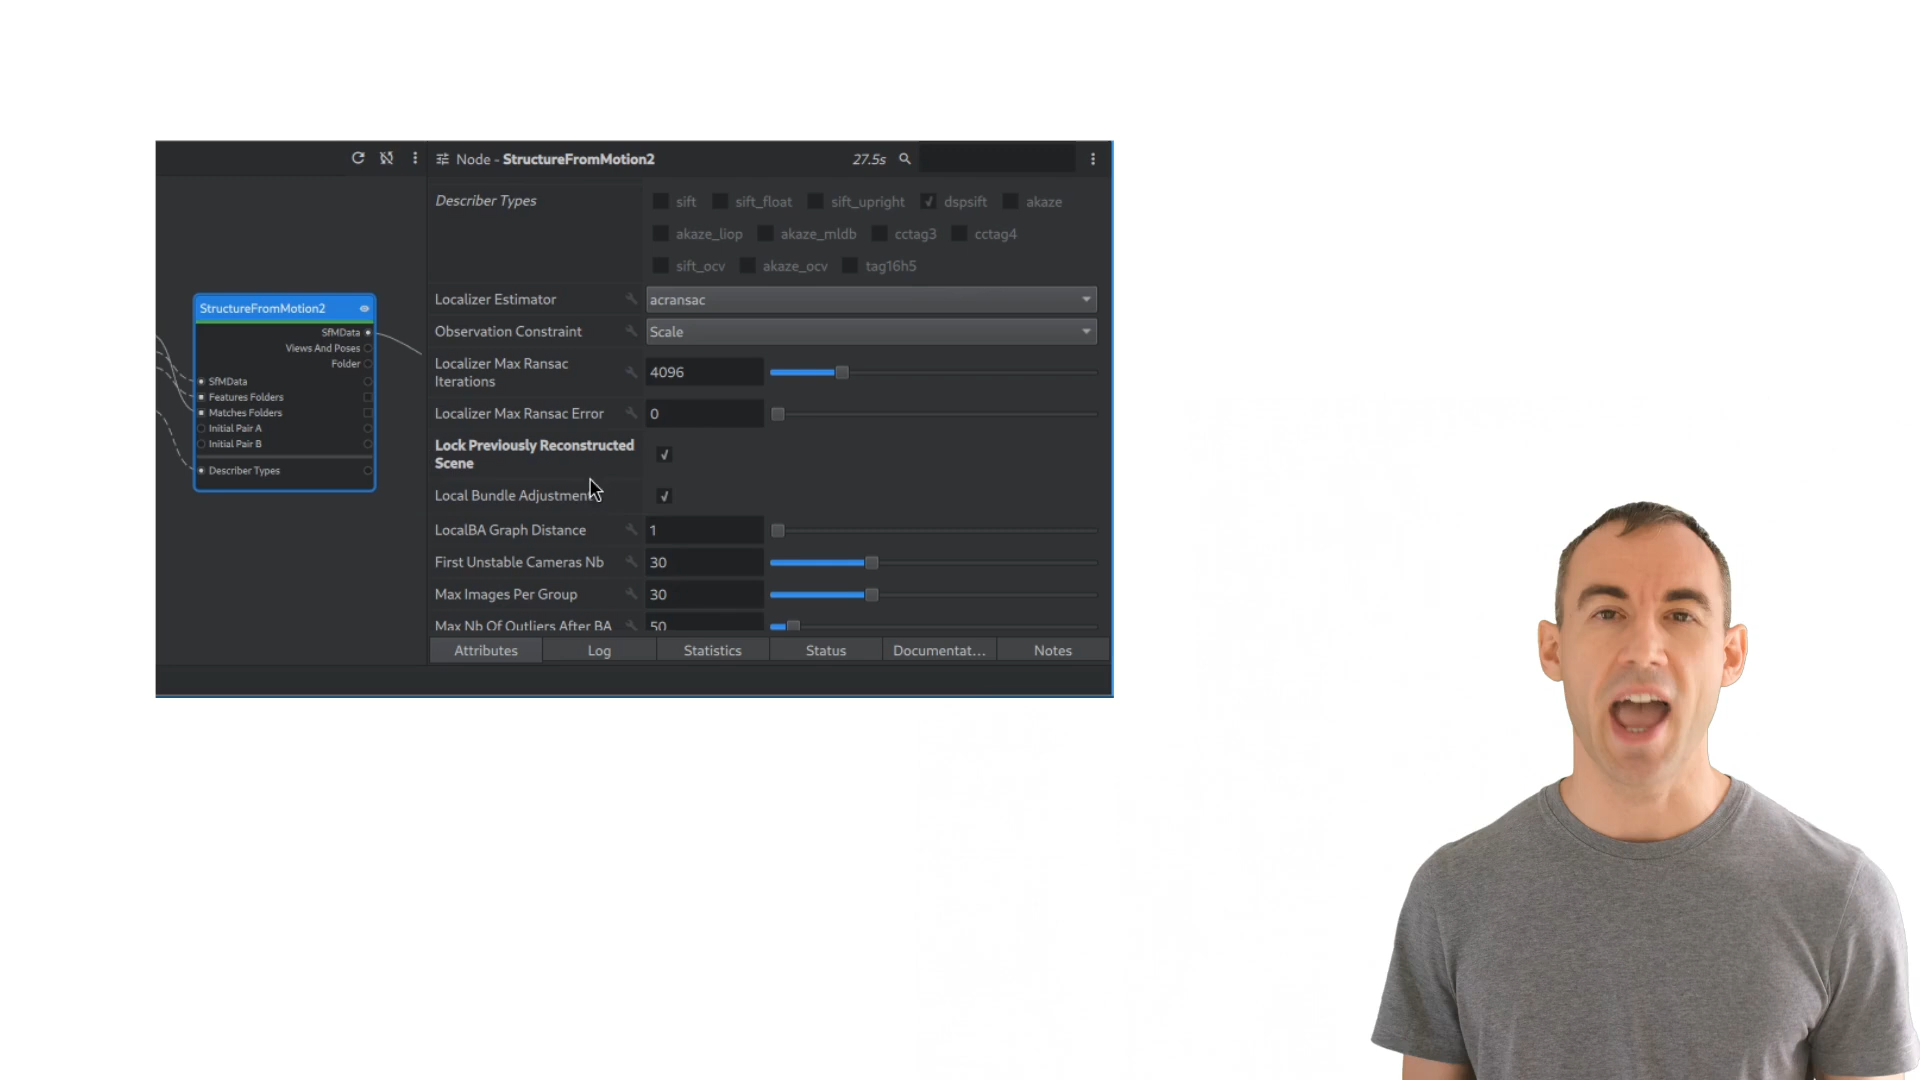 Node - StructureFromMotion2
27.5s
Describer Types
sift sift_float sift_upright dspsift akaze
akaze_liop akaze_mldb cctag3 cctag4
sift_ocv akaze_ocv tag16h5
Localizer Estimator
acransac
Observation Constraint
Scale
Localizer Max Ransac
Iterations
4096
Localizer Max Ransac Error
0
Lock Previously Reconstructed
Scene
Local Bundle Adjustment
LocalBA Graph Distance
1
First Unstable Cameras Nb
30
Max Images Per Group
30
Max Nb Of Outliers After BA
50
Attributes Log Statistics Status Documentat... Notes
StructureFromMotion2
SfMData
Views And Poses
Folder
SfMData
Features Folders
Matches Folders
Initial Pair A
Initial Pair B
Describer Types